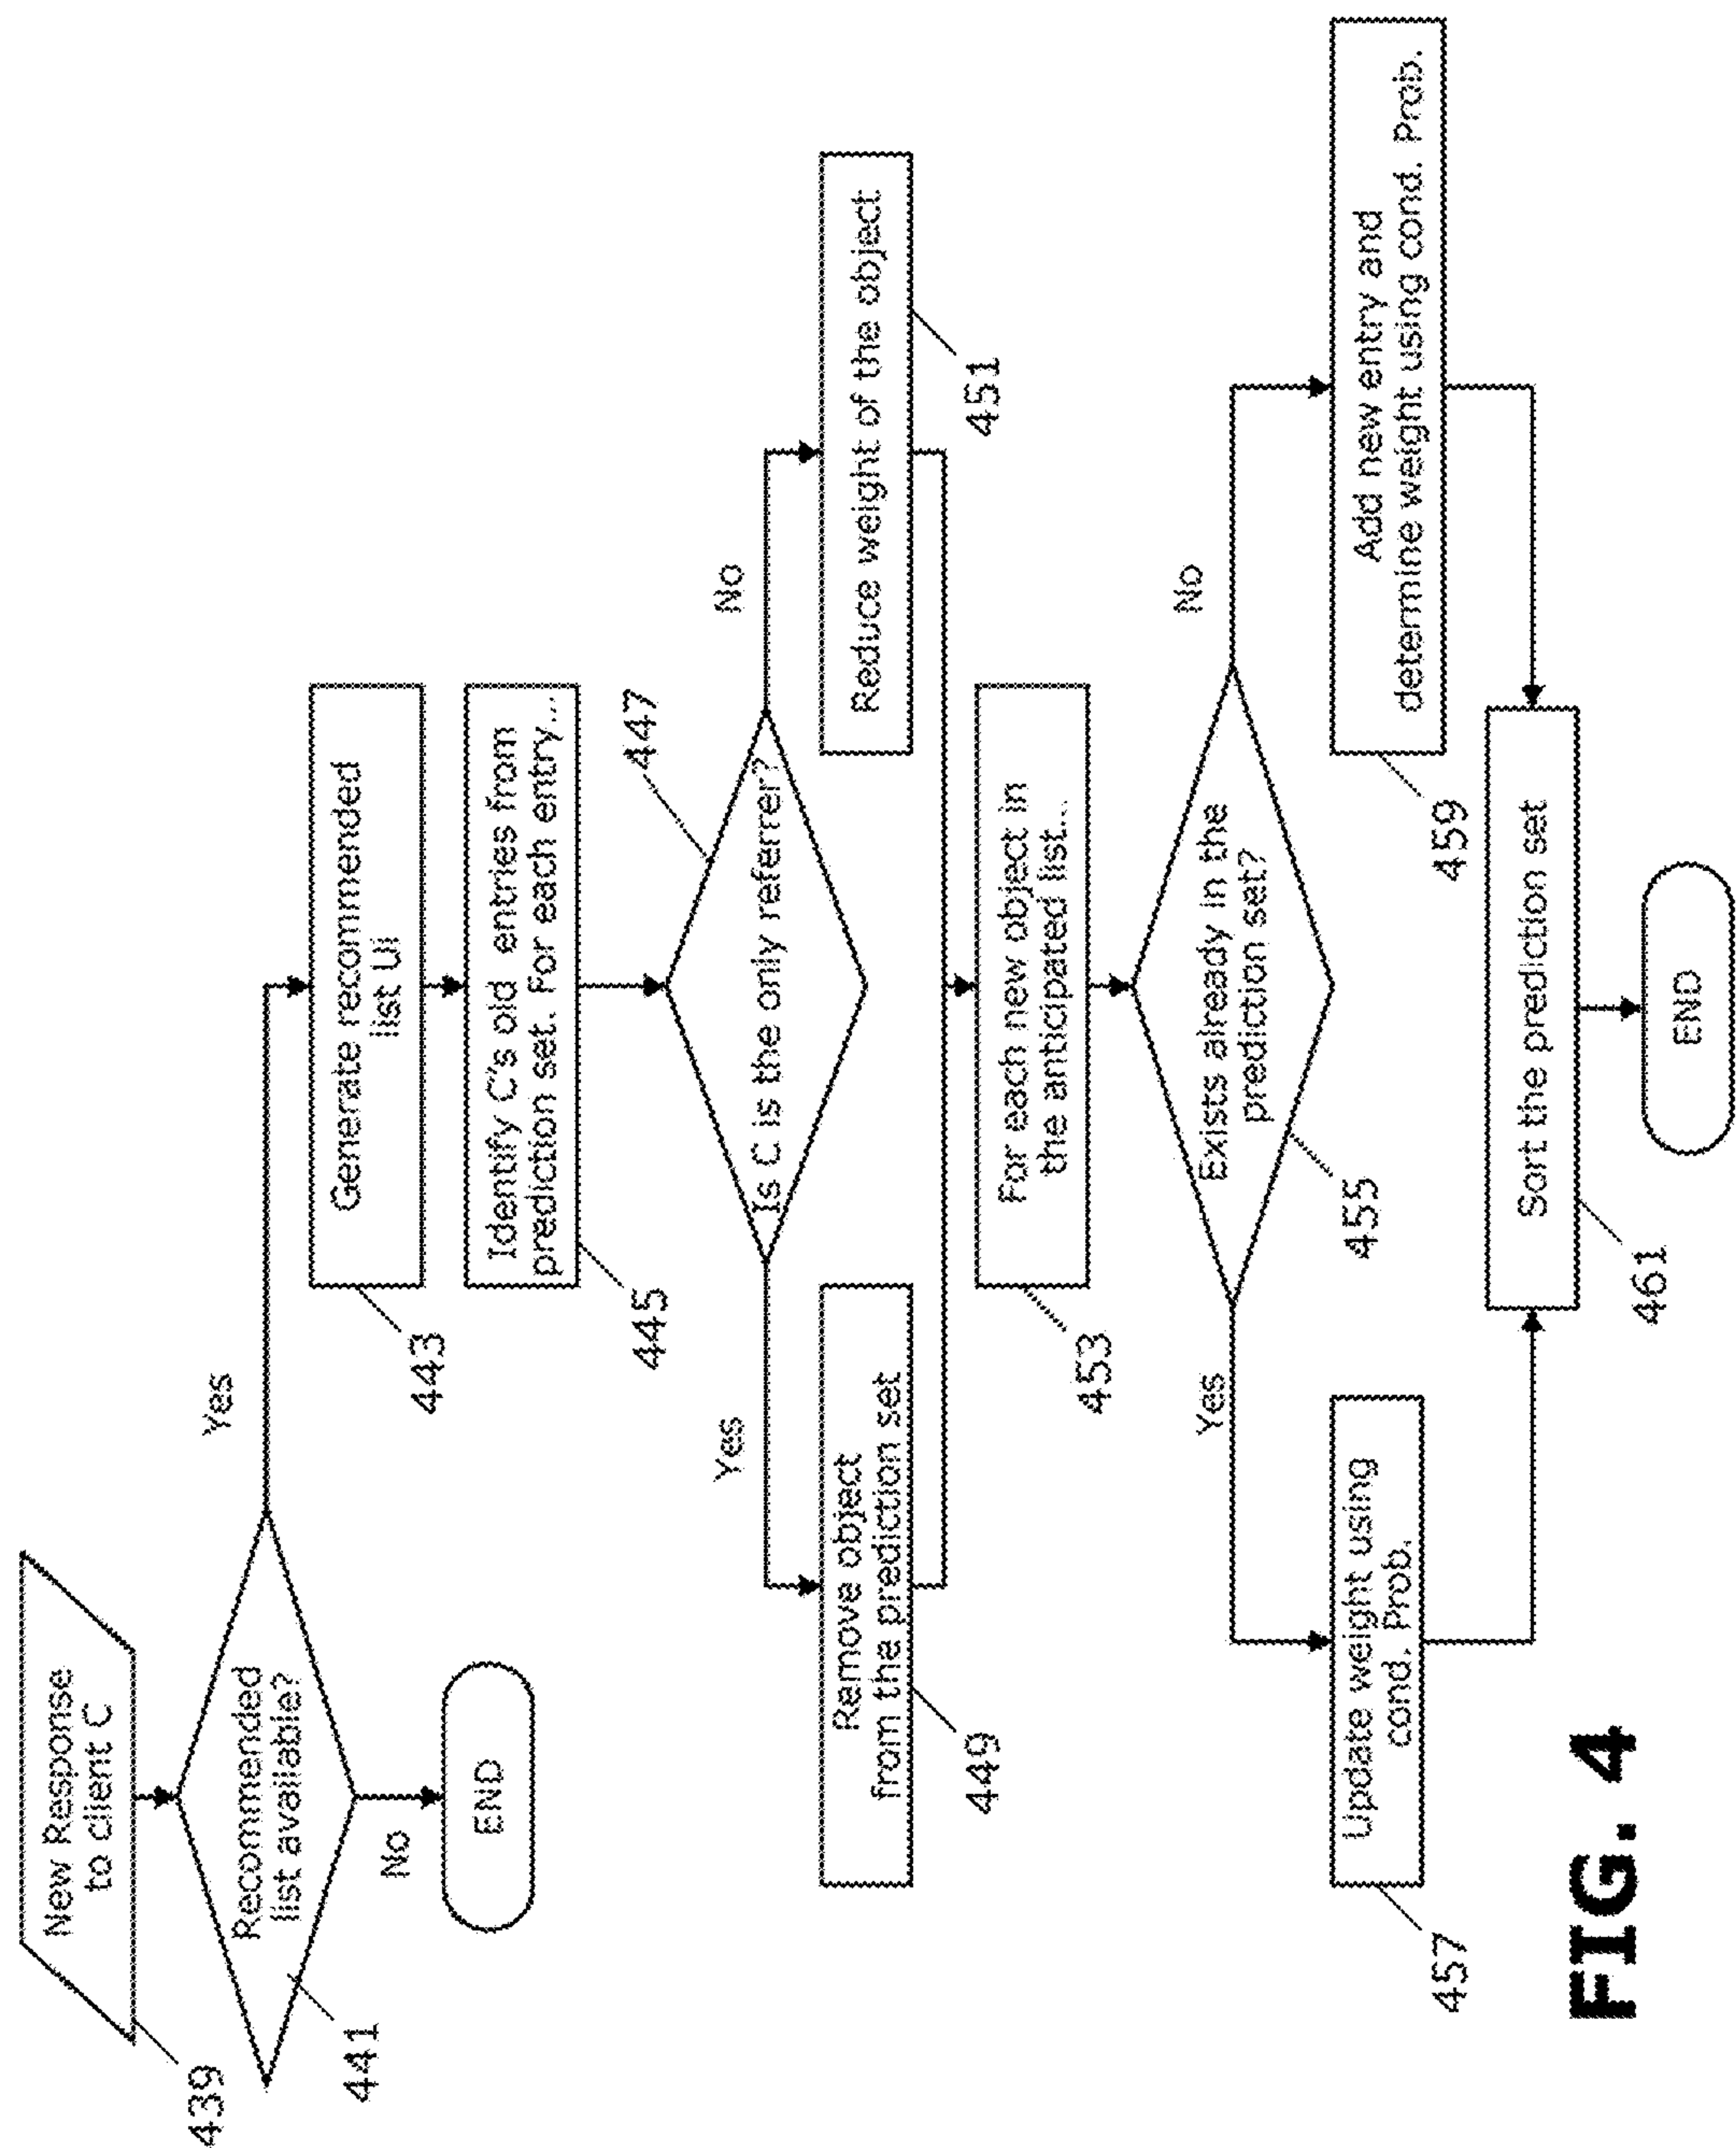 New Response
to client C
439
Recommended
list available?
441
Yes
No
END
Generate recommended
list Ui
443
Identify C's old entries from
prediction set. For each entry...
445
Is C is the only referrer?
447
Yes
No
Remove object
from the prediction set
449
Reduce weight of the object
451
For each new object in
the anticipated list...
453
Exists already in the
prediction set?
455
Yes
No
Update weight using
cond. Prob.
457
Add new entry and
determine weight using cond. Prob.
459
Sort the prediction set
461
END
FIG. 4